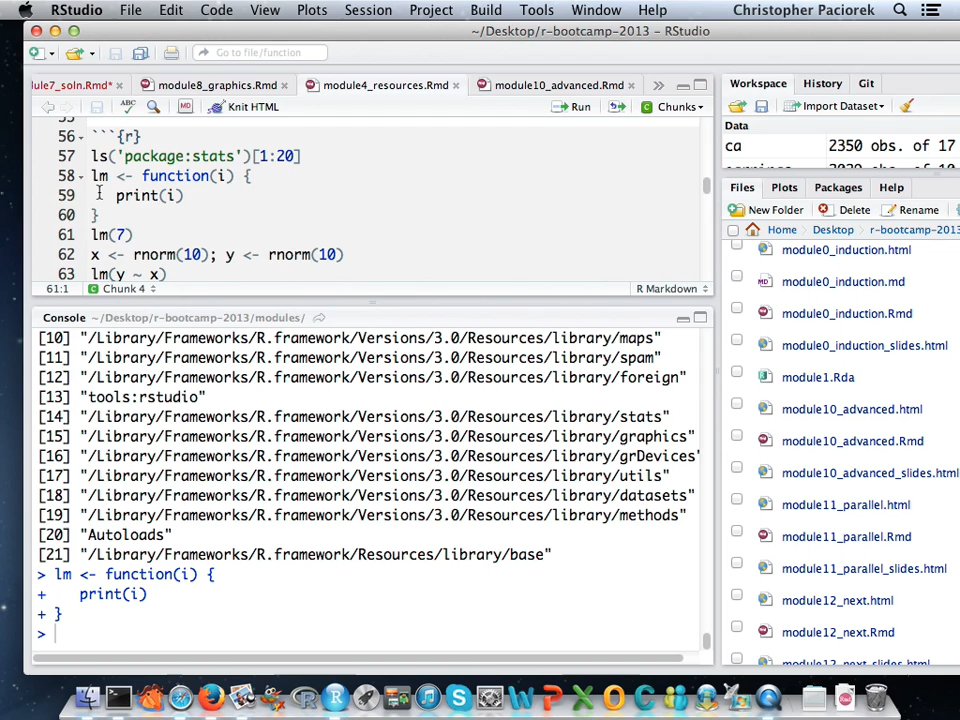 RStudio File Edit Code View Plots Session Project Build Tools Window Help Christopher Paciorek
~/Desktop/r-bootcamp-2013 - RStudio
Go to file/function
ule7_soln.Rmd* module8_graphics.Rmd module4_resources.Rmd module10_advanced.Rmd
ABC MD Knit HTML Run Chunks
56 ```{r}
57 ls('package:stats')[1:20]
58 lm <- function(i) {
59 print(i)
60 }
61 lm(7)
62 x <- rnorm(10); y <- rnorm(10)
63 lm(y ~ x)
61:1 Chunk 4 R Markdown
Console ~/Desktop/r-bootcamp-2013/modules/
[10] "/Library/Frameworks/R.framework/Versions/3.0/Resources/library/maps"
[11] "/Library/Frameworks/R.framework/Versions/3.0/Resources/library/spam"
[12] "/Library/Frameworks/R.framework/Versions/3.0/Resources/library/foreign"
[13] "tools:rstudio"
[14] "/Library/Frameworks/R.framework/Versions/3.0/Resources/library/stats"
[15] "/Library/Frameworks/R.framework/Versions/3.0/Resources/library/graphics"
[16] "/Library/Frameworks/R.framework/Versions/3.0/Resources/library/grDevices"
[17] "/Library/Frameworks/R.framework/Versions/3.0/Resources/library/utils"
[18] "/Library/Frameworks/R.framework/Versions/3.0/Resources/library/datasets"
[19] "/Library/Frameworks/R.framework/Versions/3.0/Resources/library/methods"
[20] "Autoloads"
[21] "/Library/Frameworks/R.framework/Resources/library/base"
> lm <- function(i) {
+ print(i)
+ }
>
Workspace History Git
Import Dataset
Data
ca 2350 obs. of 17
Files Plots Packages Help
New Folder Delete Rename
Home Desktop r-bootcamp-2013
module0_induction.html
module0_induction.md
module0_induction.Rmd
module0_induction_slides.html
module1.Rda
module10_advanced.html
module10_advanced.Rmd
module10_advanced_slides.html
module11_parallel.html
module11_parallel.Rmd
module11_parallel_slides.html
module12_next.html
module12_next.Rmd
module12_next_slides.html